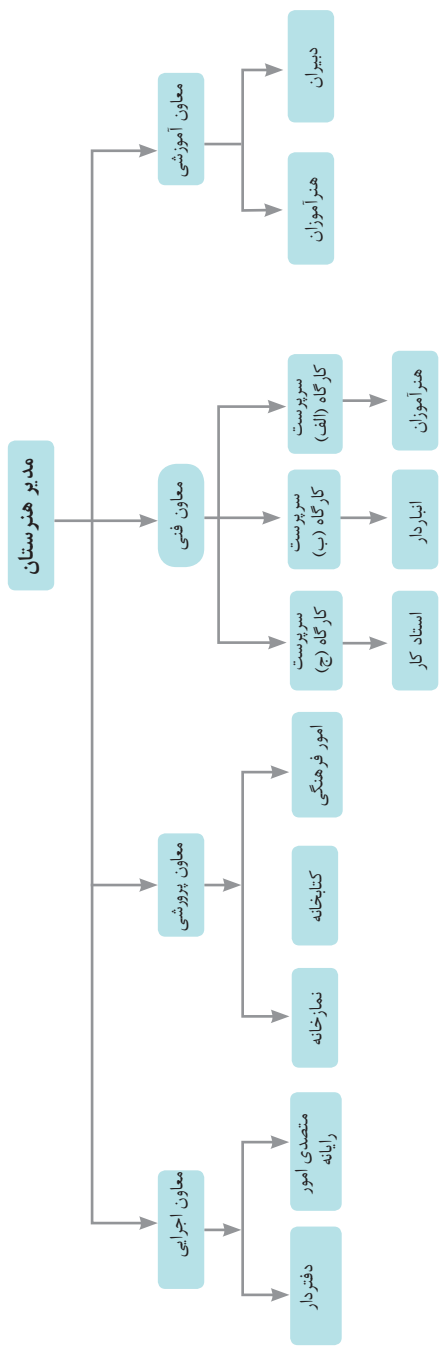 مدیر هنرستان
معاون آموزشی
معاون فنی
معاون پرورشی
معاون اجرایی
دبیران
هنرآموزان
سرپرست
کارگاه (الف)
سرپرست
کارگاه (ب)
سرپرست
کارگاه (ج)
امور فرهنگی
کتابخانه
نمازخانه
متصدی امور
رایانه
دفتردار
هنرآموزان
انباردار
استاد کار